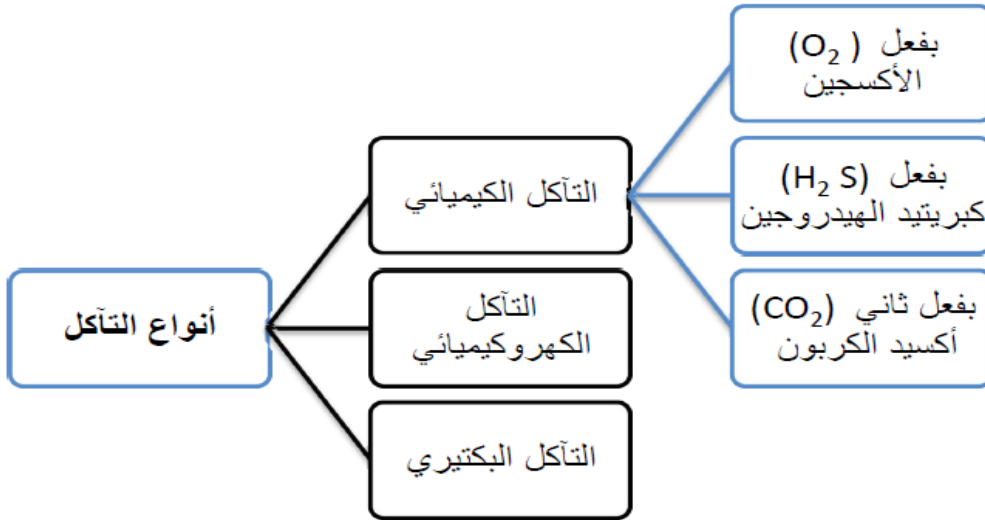 أنواع التآكل
التآكل الكيميائي
بفعل (O₂)
الأكسجين
بفعل (H₂ S)
كبريتيد الهيدروجين
بفعل ثاني (CO₂)
أكسيد الكربون
التآكل
الكهروكيميائي
التآكل البكتيري